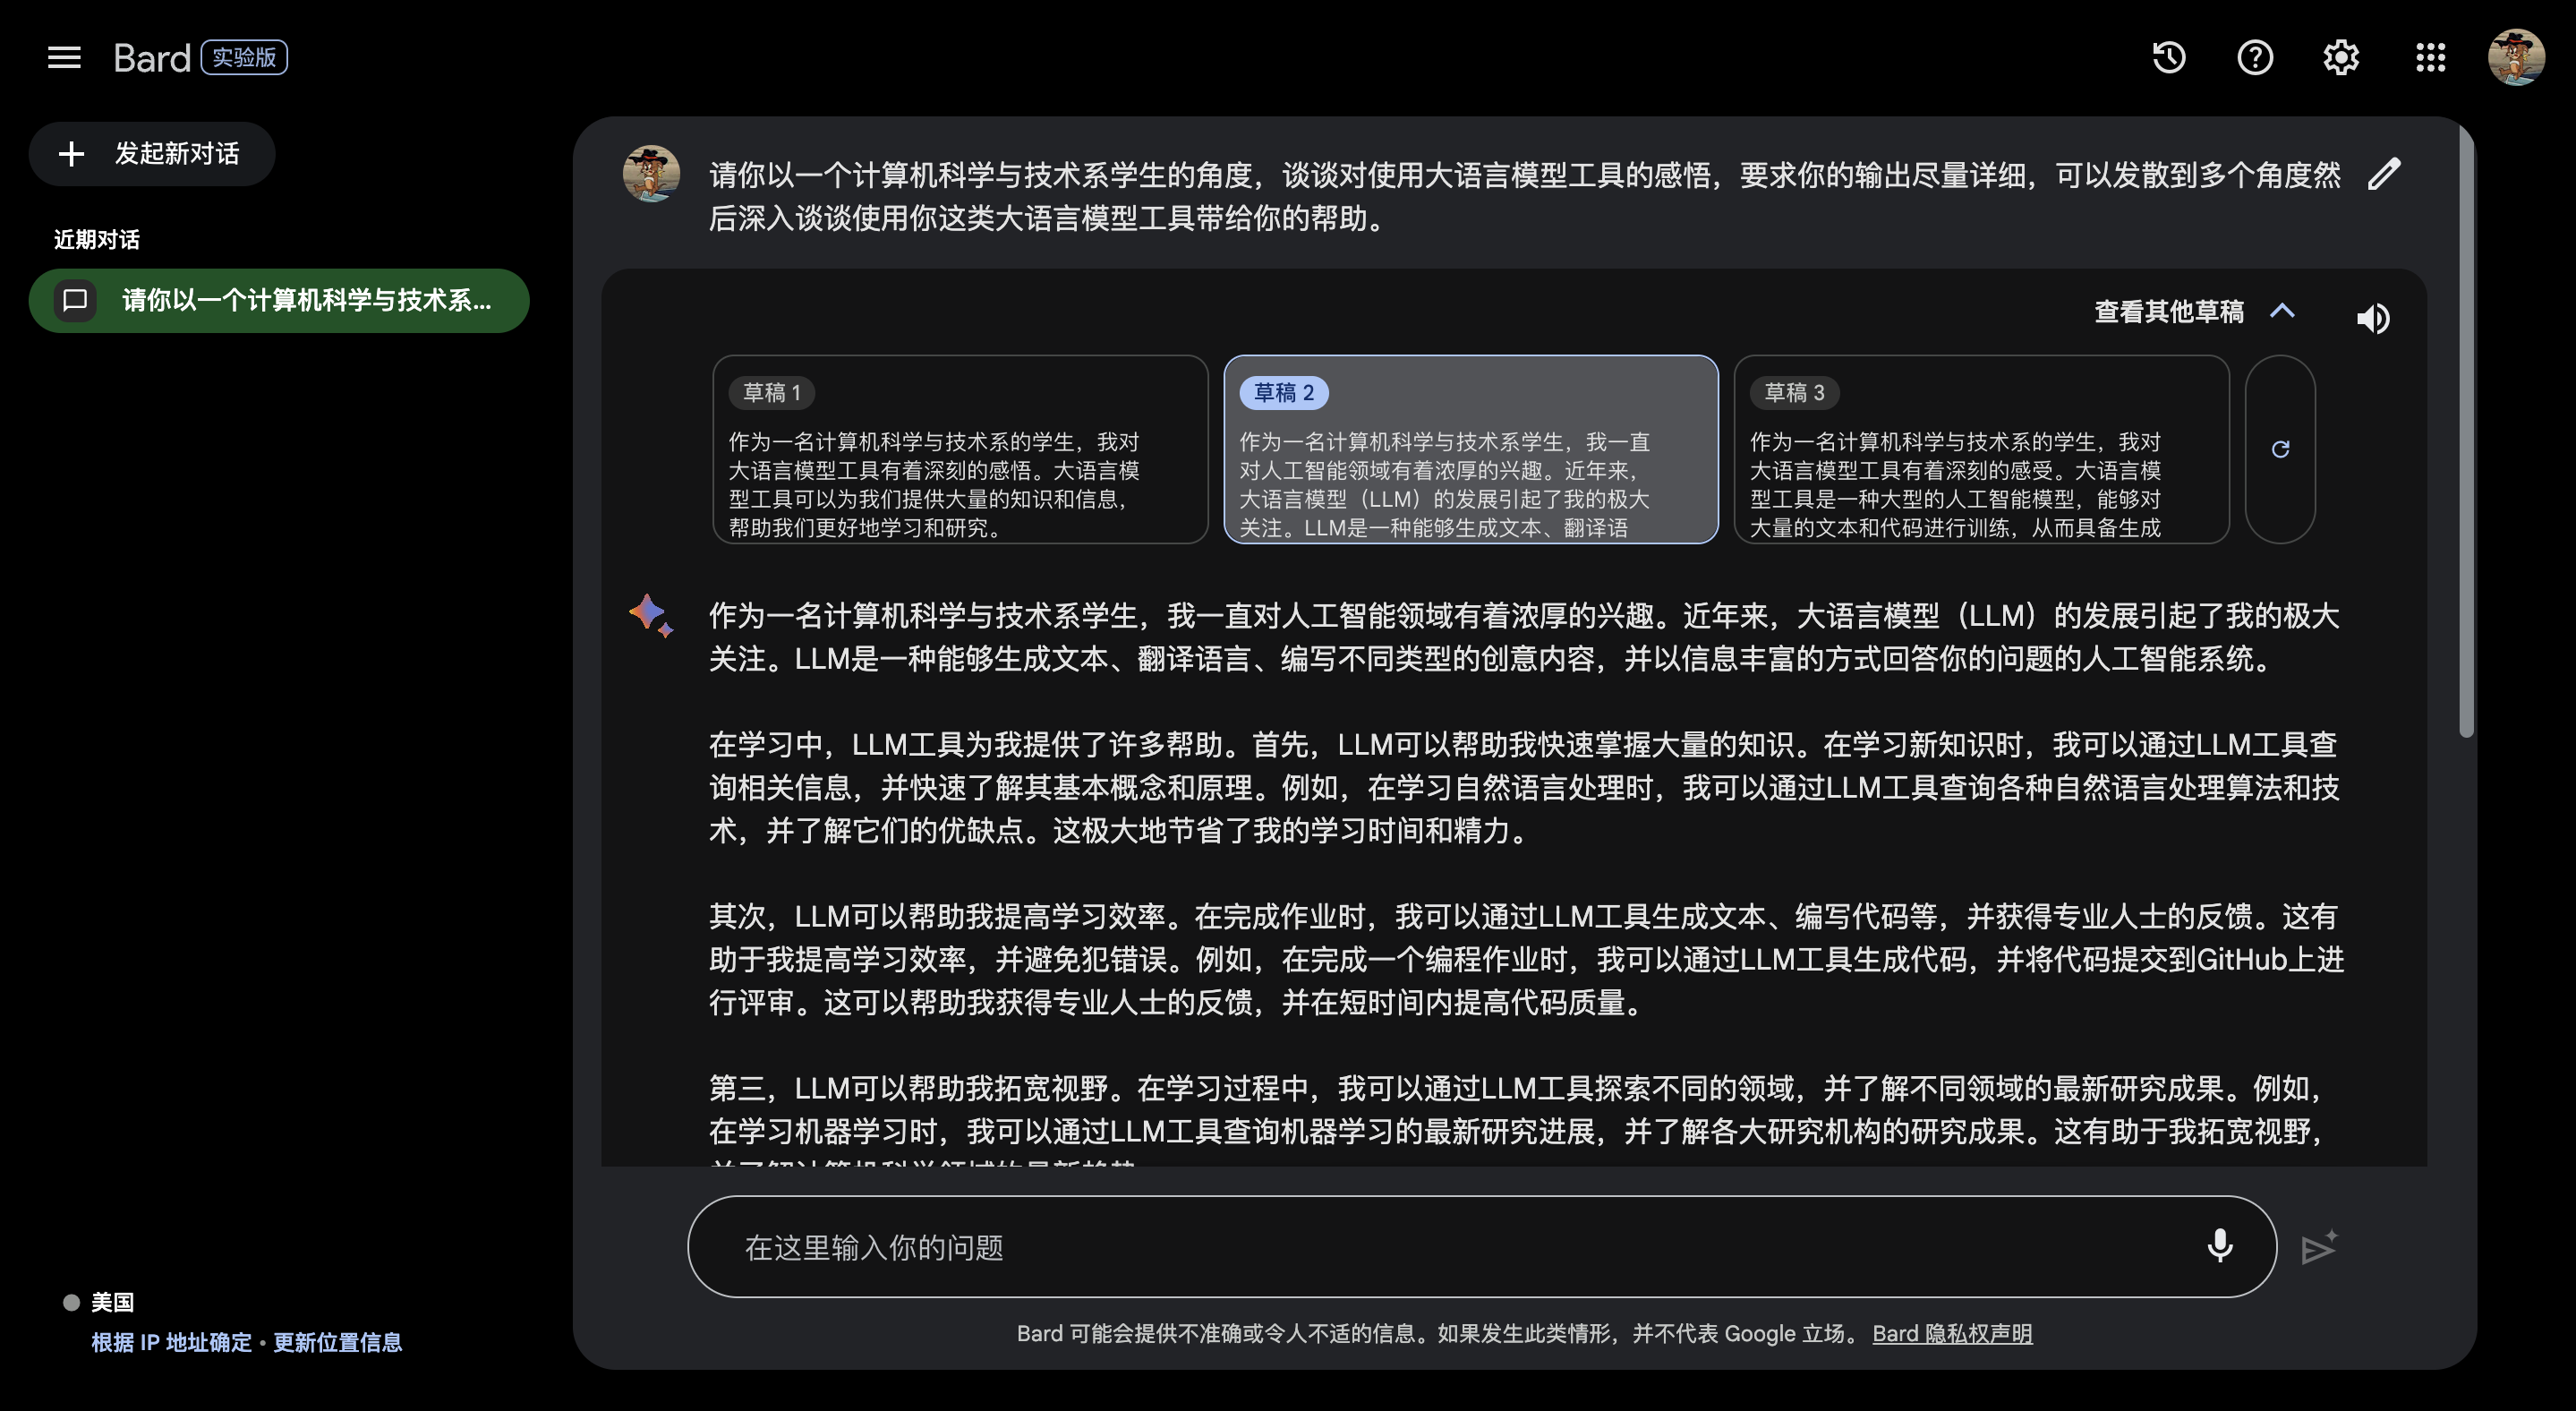 Bard 实验版
发起新对话
近期对话
请你以一个计算机科学与技术系...
美国
根据 IP 地址确定 • 更新位置信息
请你以一个计算机科学与技术系学生的角度，谈谈对使用大语言模型工具的感悟，要求你的输出尽量详细，可以发散到多个角度然
后深入谈谈使用你这类大语言模型工具带给你的帮助。
查看其他草稿
草稿 1
作为一名计算机科学与技术系的学生，我对
大语言模型工具有着深刻的感悟。大语言模
型工具可以为我们提供大量的知识和信息，
帮助我们更好地学习和研究。
草稿 2
作为一名计算机科学与技术系学生，我一直
对人工智能领域有着浓厚的兴趣。近年来，
大语言模型（LLM）的发展引起了我的极大
关注。LLM是一种能够生成文本、翻译语
草稿 3
作为一名计算机科学与技术系的学生，我对
大语言模型工具有着深刻的感受。大语言模
型工具是一种大型的人工智能模型，能够对
大量的文本和代码进行训练，从而具备生成
作为一名计算机科学与技术系学生，我一直对人工智能领域有着浓厚的兴趣。近年来，大语言模型（LLM）的发展引起了我的极大
关注。LLM是一种能够生成文本、翻译语言、编写不同类型的创意内容，并以信息丰富的方式回答你的问题的人工智能系统。
在学习中，LLM工具为我提供了许多帮助。首先，LLM可以帮助我快速掌握大量的知识。在学习新知识时，我可以通过LLM工具查
询相关信息，并快速了解其基本概念和原理。例如，在学习自然语言处理时，我可以通过LLM工具查询各种自然语言处理算法和技
术，并了解它们的优缺点。这极大地节省了我的学习时间和精力。
其次，LLM可以帮助我提高学习效率。在完成作业时，我可以通过LLM工具生成文本、编写代码等，并获得专业人士的反馈。这有
助于我提高学习效率，并避免犯错误。例如，在完成一个编程作业时，我可以通过LLM工具生成代码，并将代码提交到GitHub上进
行评审。这可以帮助我获得专业人士的反馈，并在短时间内提高代码质量。
第三，LLM可以帮助我拓宽视野。在学习过程中，我可以通过LLM工具探索不同的领域，并了解不同领域的最新研究成果。例如，
在学习机器学习时，我可以通过LLM工具查询机器学习的最新研究进展，并了解各大研究机构的研究成果。这有助于我拓宽视野，
并了解计算机科学领域的最新趋势
在这里输入你的问题
Bard 可能会提供不准确或令人不适的信息。如果发生此类情形，并不代表 Google 立场。 Bard 隐私权声明